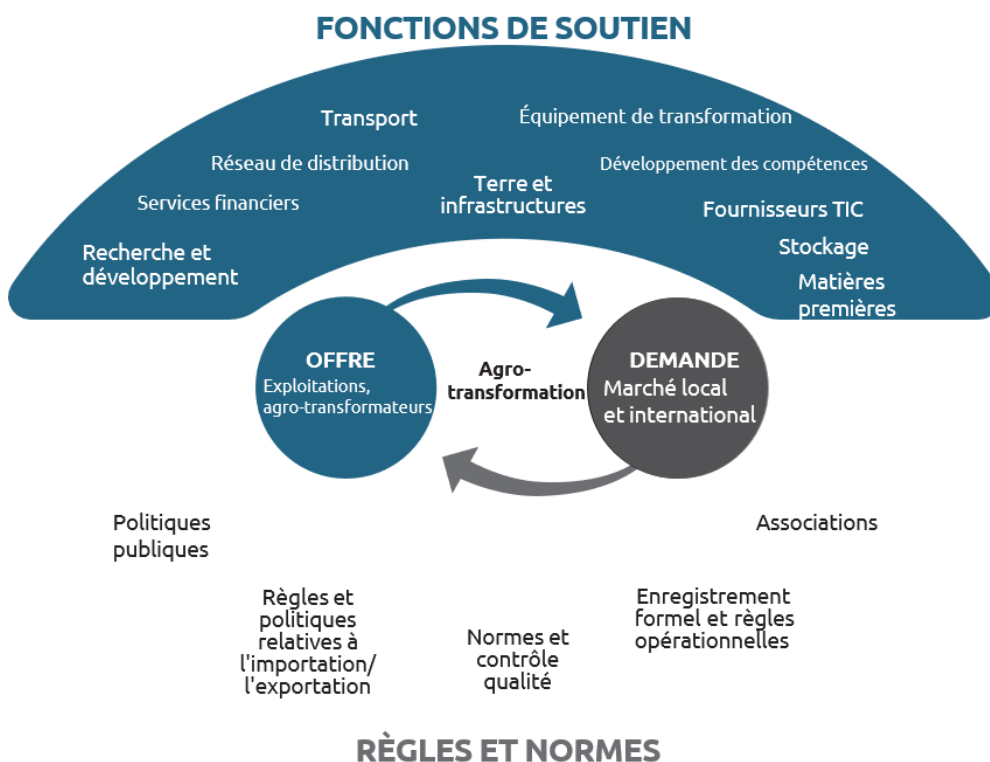 FONCTIONS DE SOUTIEN
Transport
Équipement de transformation
Réseau de distribution
Développement des compétences
Services financiers
Terre et
infrastructures
Fournisseurs TIC
Recherche et
développement
Stockage
Matières
premières
OFFRE
Exploitations,
agro-transformateurs
Agro-
transformation
DEMANDE
Marché local
et international
Politiques
publiques
Associations
Règles et
politiques
relatives à
l'importation/
l'exportation
Normes et
contrôle
qualité
Enregistrement
formel et règles
opérationnelles
RÈGLES ET NORMES